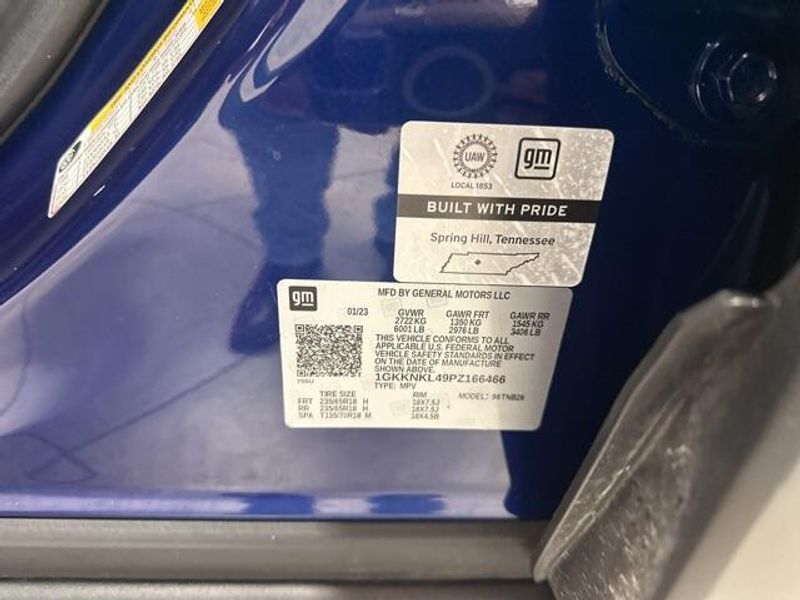 UAW
gm
LOCAL 1853
BUILT WITH PRIDE
Spring Hill, Tennessee
gm
MFD BY GENERAL MOTORS LLC
01/23 GVWR GAWR FRT GAWR RR
2722 KG 1350 KG 1545 KG
6001 LB 2976 LB 3406 LB
THIS VEHICLE CONFORMS TO ALL
APPLICABLE U.S. FEDERAL MOTOR
VEHICLE SAFETY STANDARDS IN EFFECT
ON THE DATE OF MANUFACTURE
SHOWN ABOVE.
1GKKNKL49PZ166466
TYPE: MPV
TIRE SIZE RIM MODEL:
FRT 235/65R18 H 18X7.5J
RR 235/65R18 H 18X7.5J
SPA T135/70R18 M 18X4.5B